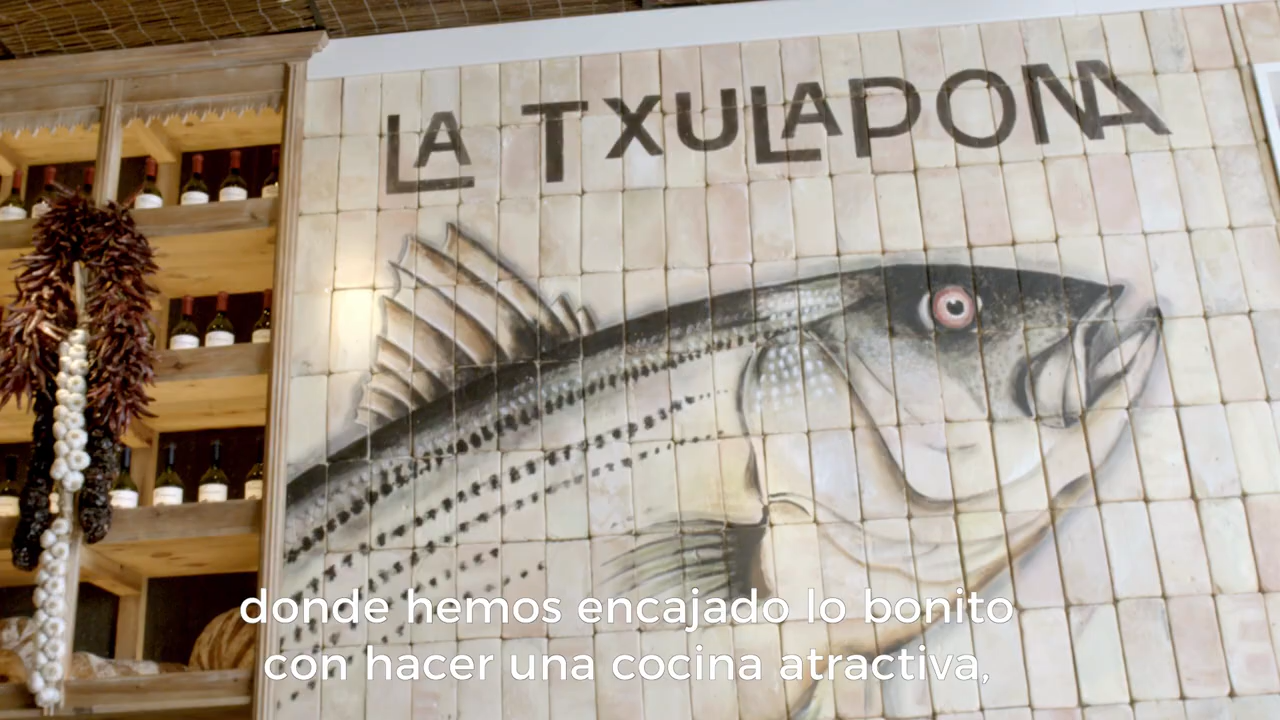 LA TXULAPONA
donde hemos encajado lo bonito
con hacer una cocina atractiva,